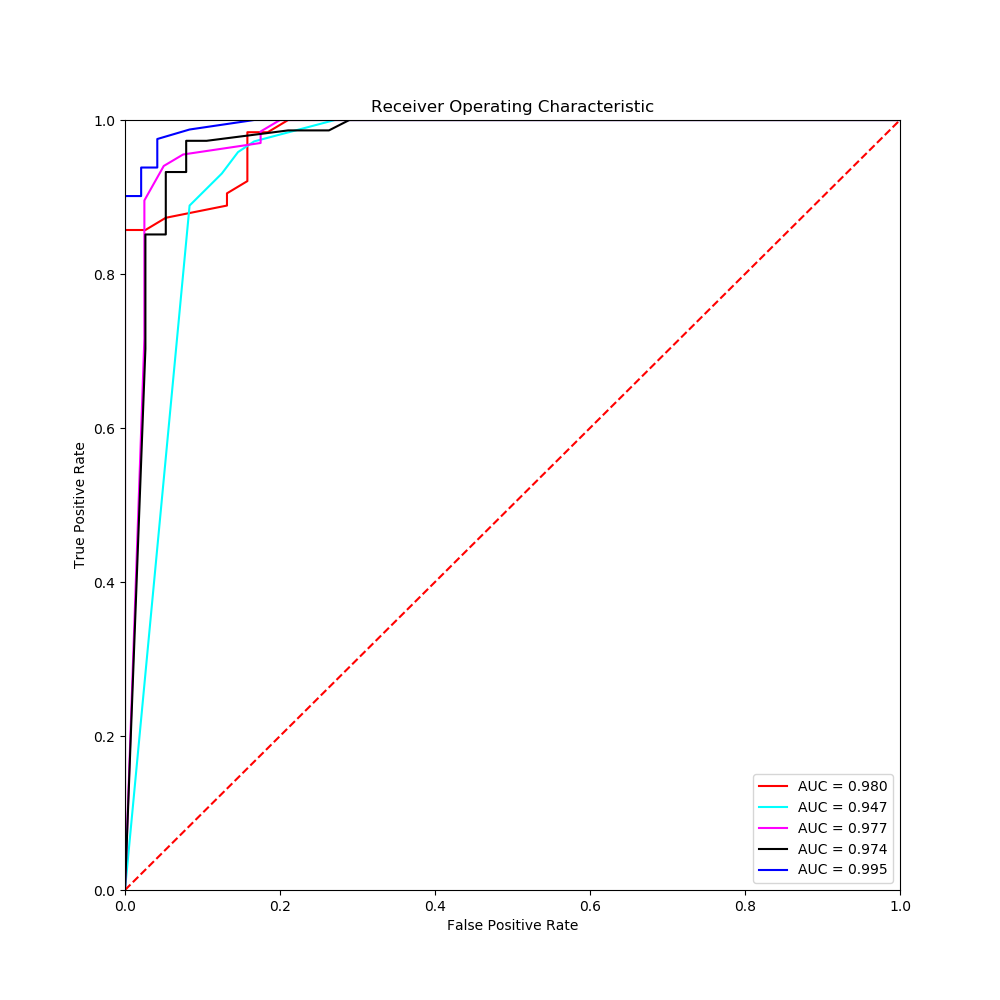 Receiver Operating Characteristic
1.0
0.8
0.6
0.4
0.2
0.0
True Positive Rate
0.0 0.2 0.4 0.6 0.8 1.0
False Positive Rate
AUC = 0.980
AUC = 0.947
AUC = 0.977
AUC = 0.974
AUC = 0.995